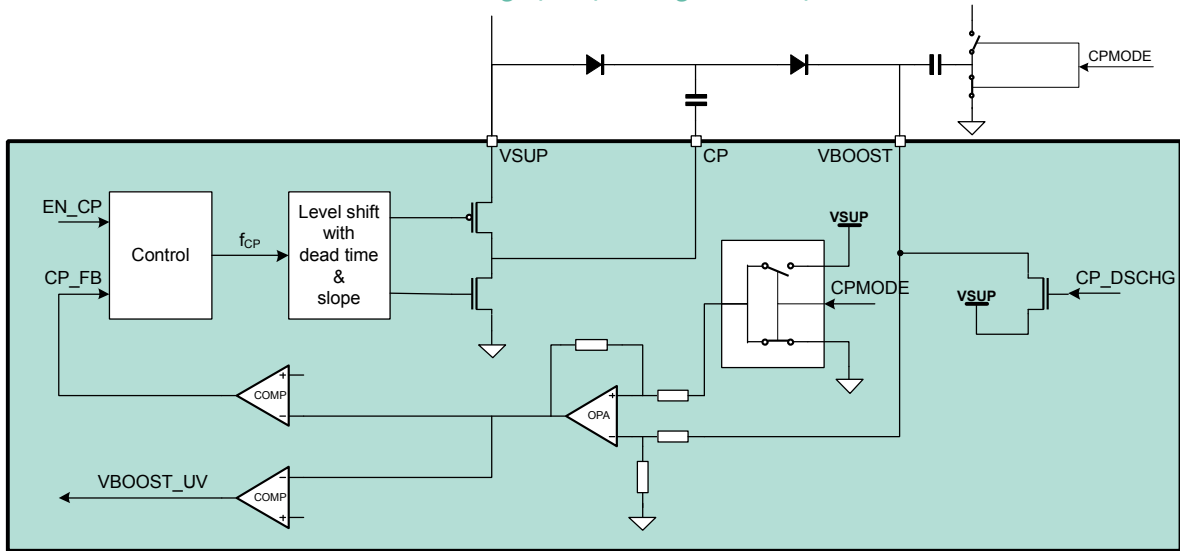 CPMODE
VSUP
CP
VBOOST
EN_CP
CP_FB
Control
fCP
Level shift
with
dead time
&
slope
VSUP
CPMODE
VSUP
CP_DSCHG
+
COMP
−
+
OPA
−
VBOOST_UV
−
COMP
+